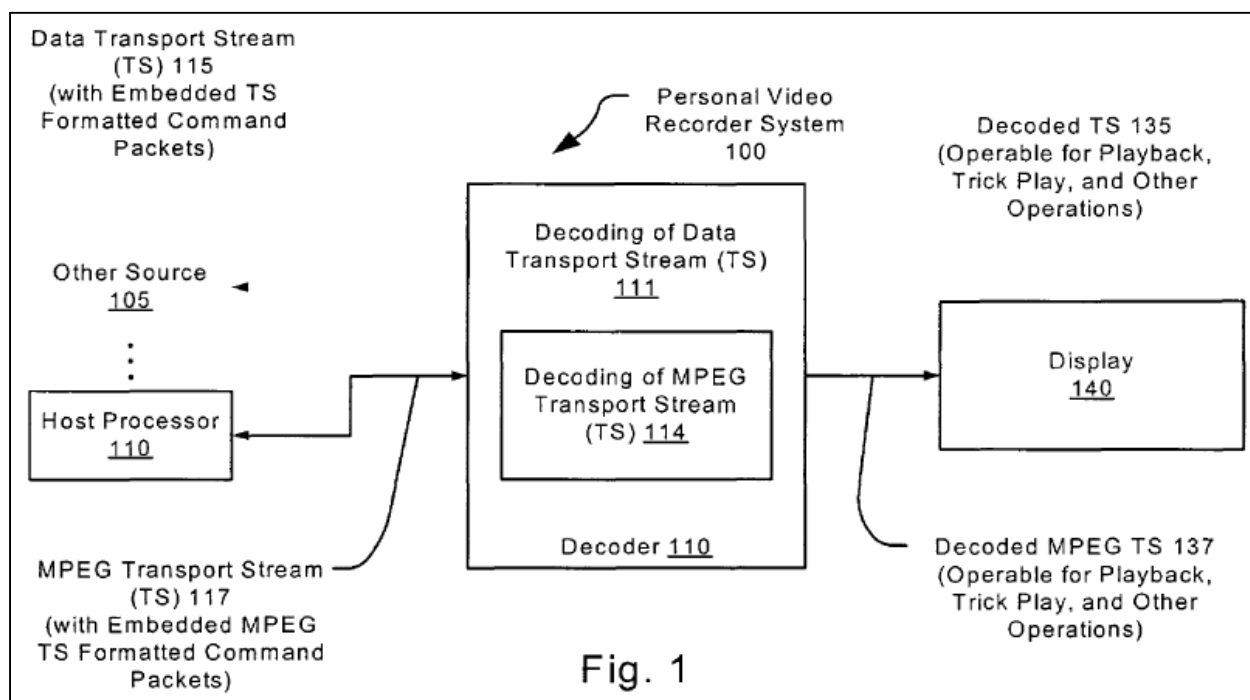 Data Transport Stream
(TS) 115
(with Embedded TS
Formatted Command
Packets)
Personal Video
Recorder System
100
Decoded TS 135
(Operable for Playback,
Trick Play, and Other
Operations)
Other Source
105
Host Processor
110
Decoding of Data
Transport Stream (TS)
111
Decoding of MPEG
Transport Stream
(TS) 114
Decoder 110
Display
140
MPEG Transport Stream
(TS) 117
(with Embedded MPEG
TS Formatted Command
Packets)
Decoded MPEG TS 137
(Operable for Playback,
Trick Play, and Other
Operations)
Fig. 1